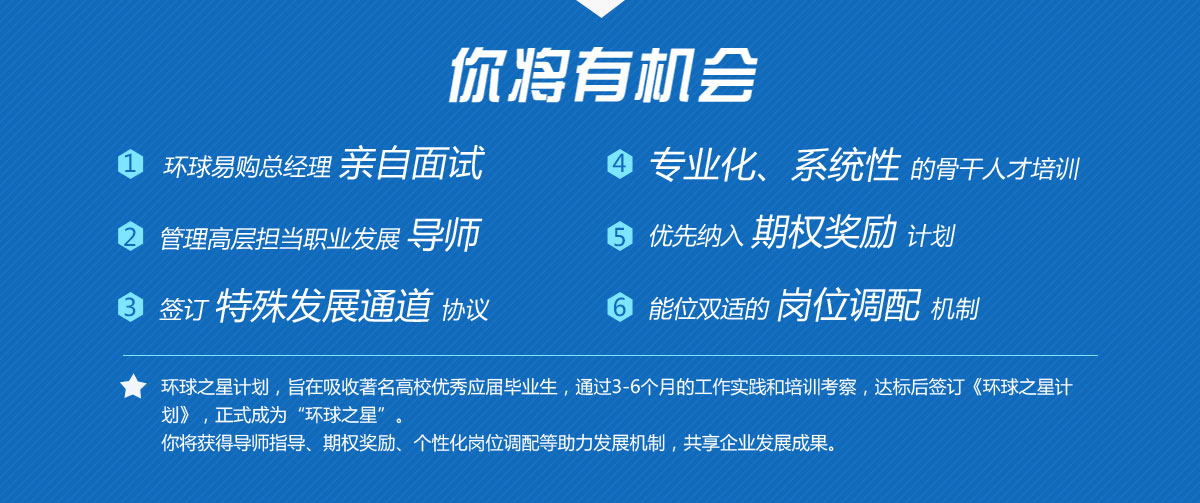 你将有机会
1 环球易购总经理 亲自面试
2 管理高层担当职业发展 导师
3 签订 特殊发展通道 协议
4 专业化、系统性 的骨干人才培训
5 优先纳入 期权奖励 计划
6 能位双适的 岗位调配 机制
环球之星计划，旨在吸收著名高校优秀应届毕业生，通过3-6个月的工作实践和培训考察，达标后签订《环球之星计
划》，正式成为“环球之星”。
你将获得导师指导、期权奖励、个性化岗位调配等助力发展机制，共享企业发展成果。